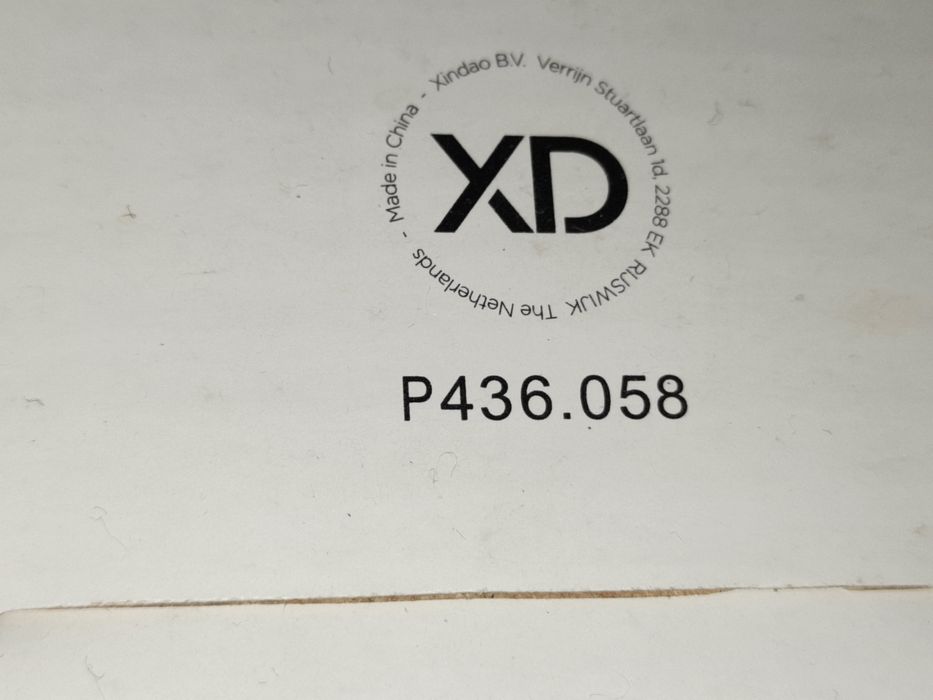 Made in China - Xindao B.V. Verrijn Stuartlaan 1d, 2288 EK RIJSWIJK The Netherlands -
XD
P436.058